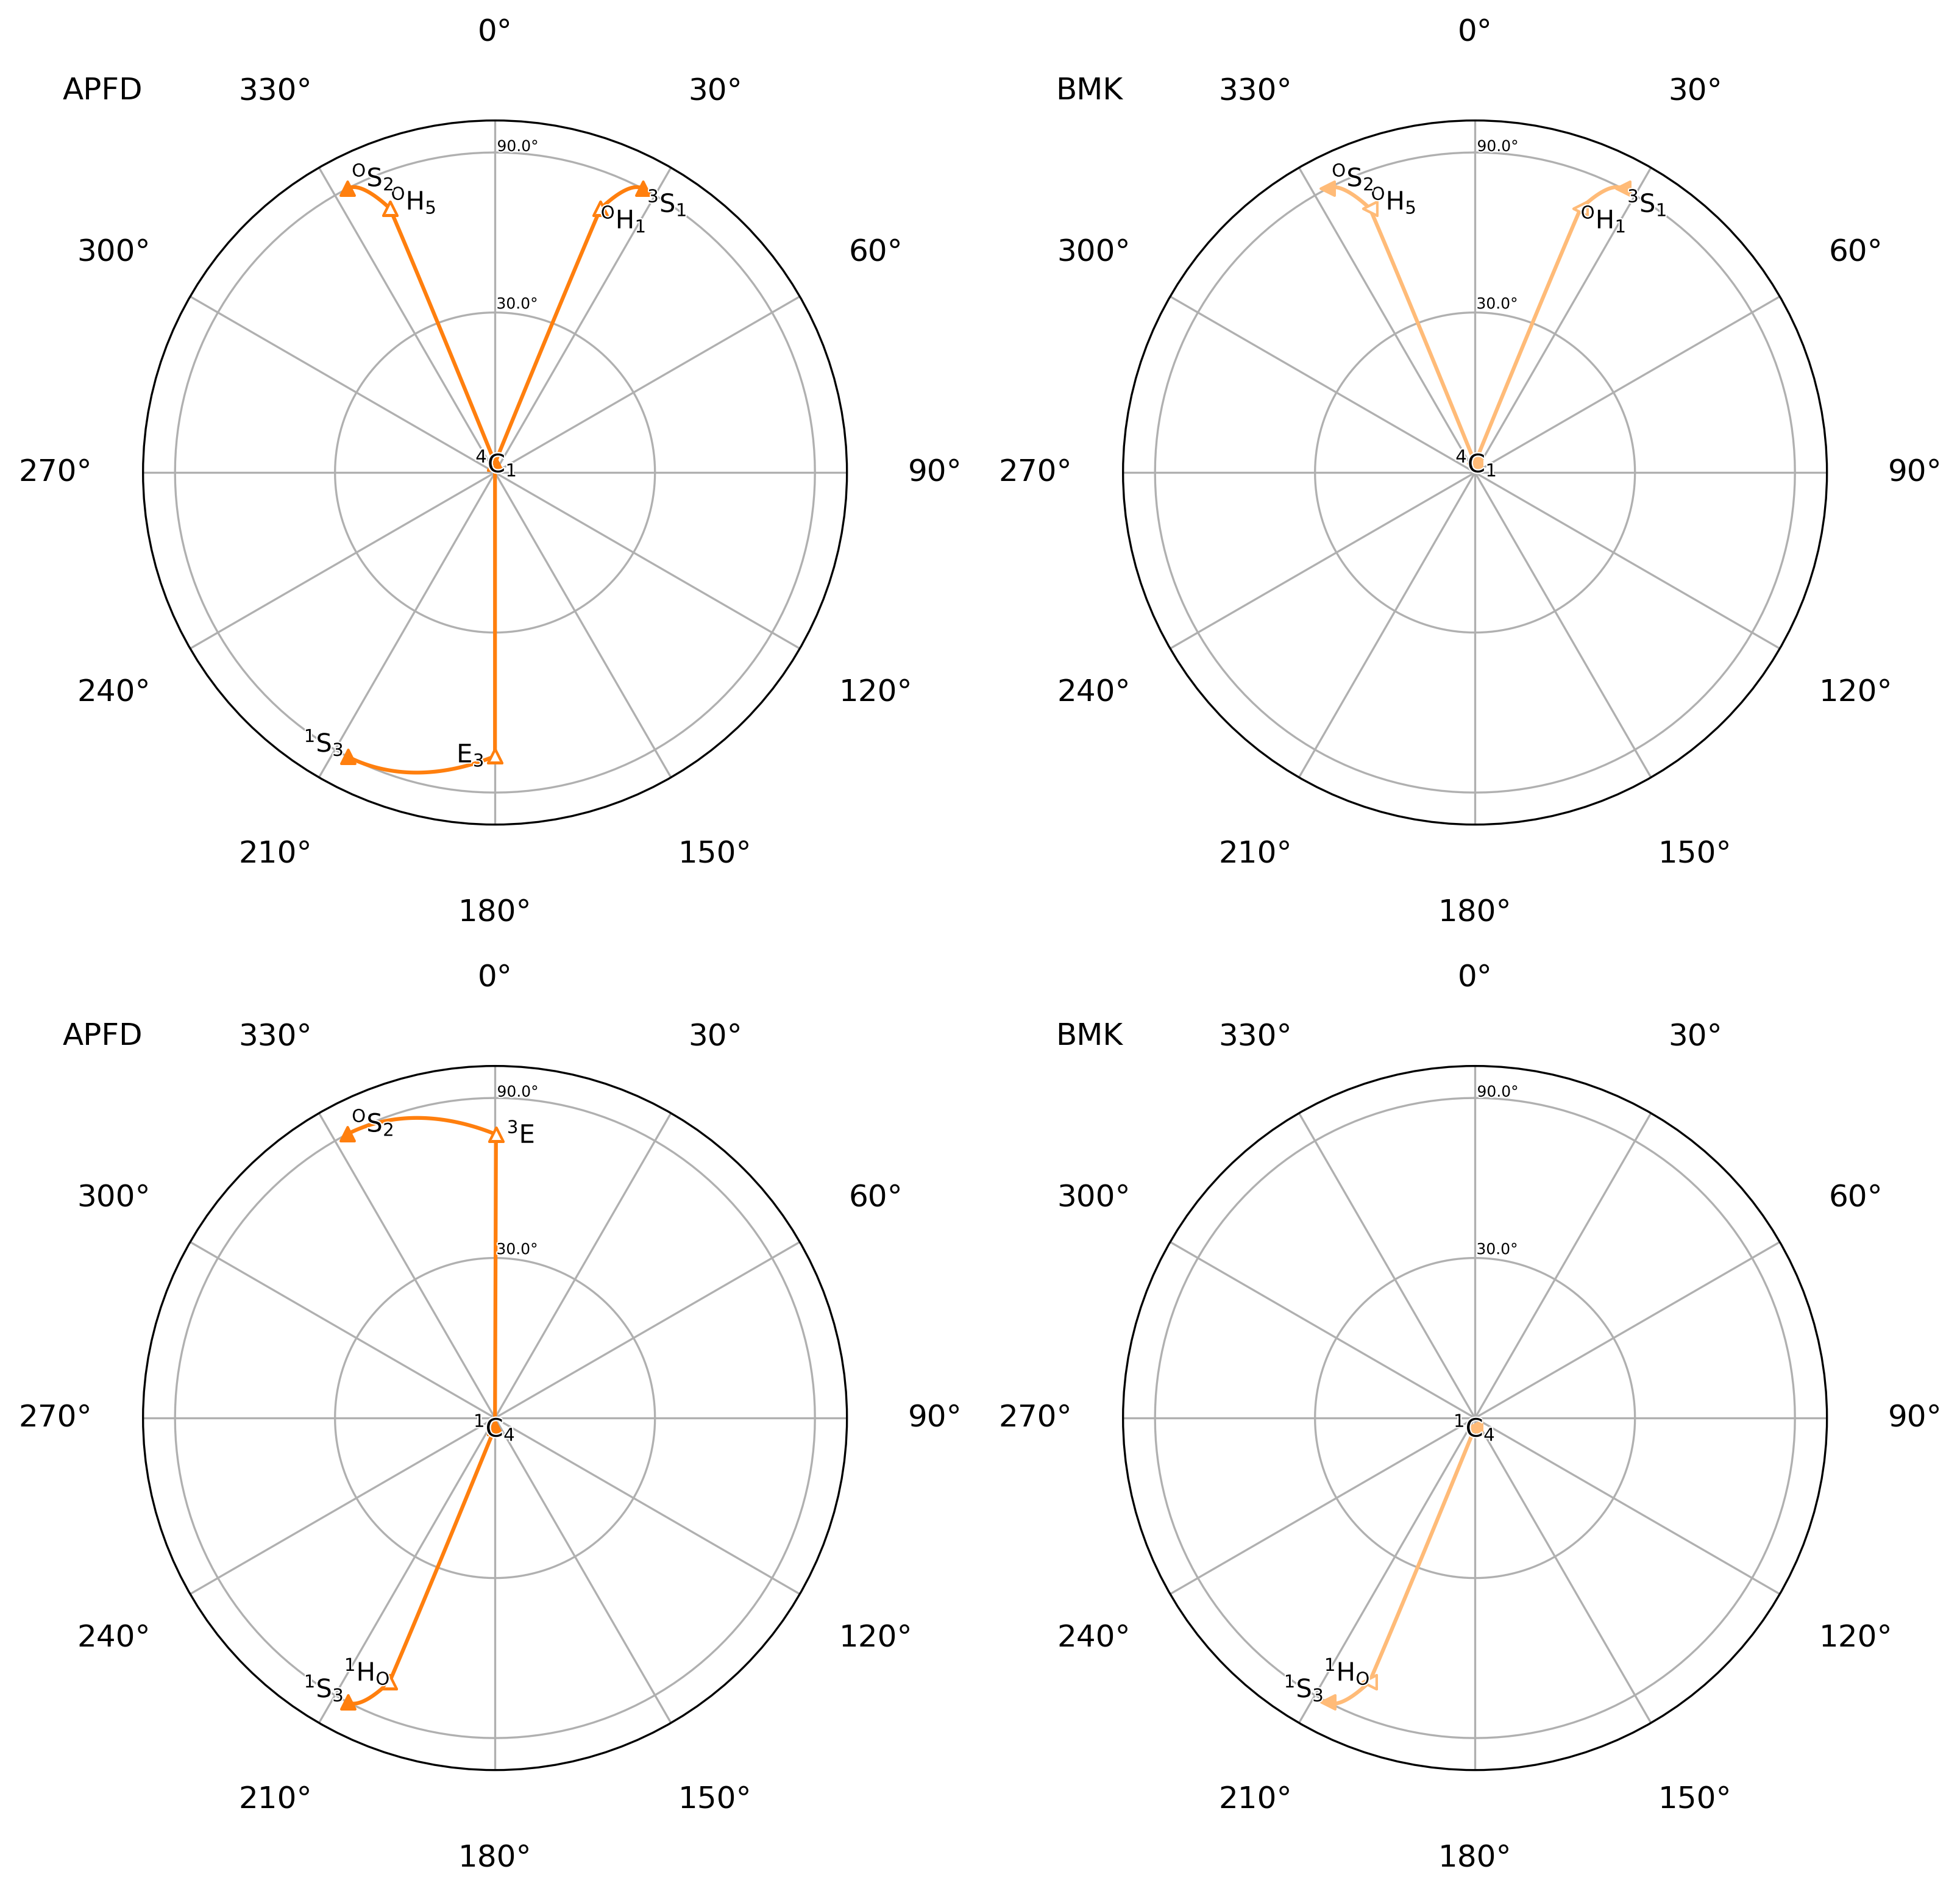 0° 0°
APFD 330° 30° BMK 330° 30°
90.0° 90.0°
OS2 OH5 3S1 OH1 OS2 OH5 3S1 OH1
300° 60° 300° 60°
30.0° 30.0°
270° 4C1 90° 270° 4C1 90°
240° 120° 240° 120°
1S3 E3
210° 150° 210° 150°
180° 180°
0° 0°
APFD 330° 30° BMK 330° 30°
90.0° 90.0°
OS2 3E
300° 60° 300° 60°
30.0° 30.0°
270° 1C4 90° 270° 1C4 90°
240° 120° 240° 120°
1S3 1HO 1S3 1HO
210° 150° 210° 150°
180° 180°